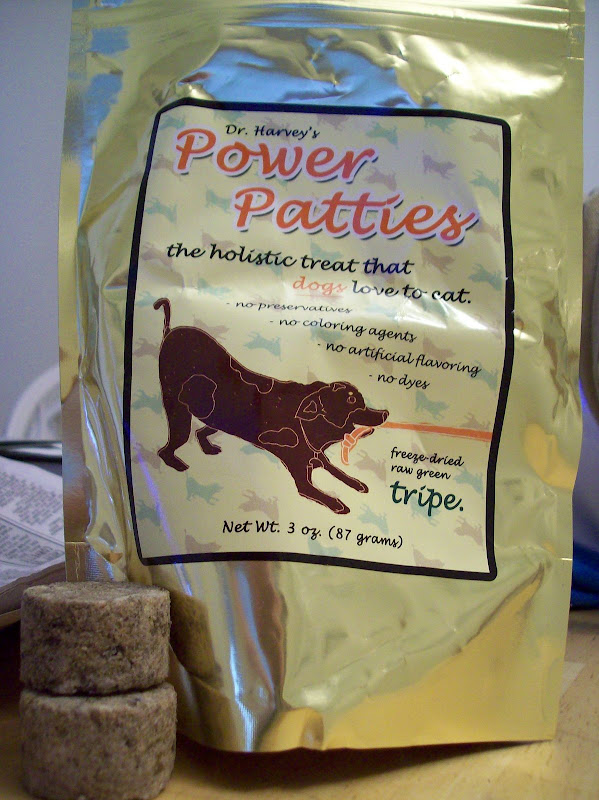 Dr. Harvey's
Power
Patties
the holistic treat that
dogs love to eat.
- no preservatives
- no coloring agents
- no artificial flavoring
- no dyes
freeze-dried
raw green
tripe.
Net Wt. 3 oz. (87 grams)